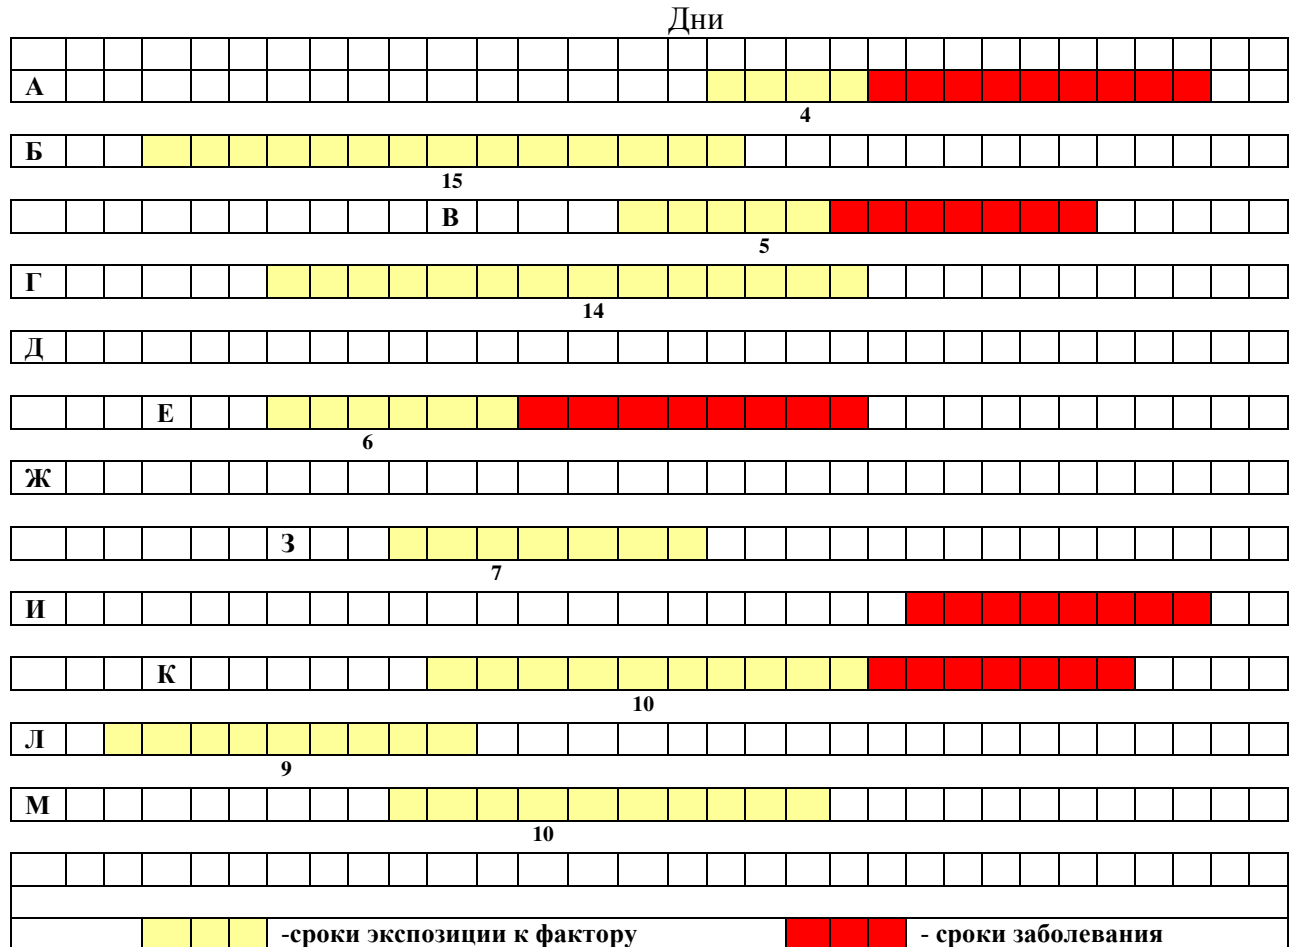 Дни
А
4
Б
15
В
5
Г
14
Д
Е
6
Ж
З
7
И
К
10
Л
9
М
10
-сроки экспозиции к фактору - сроки заболевания